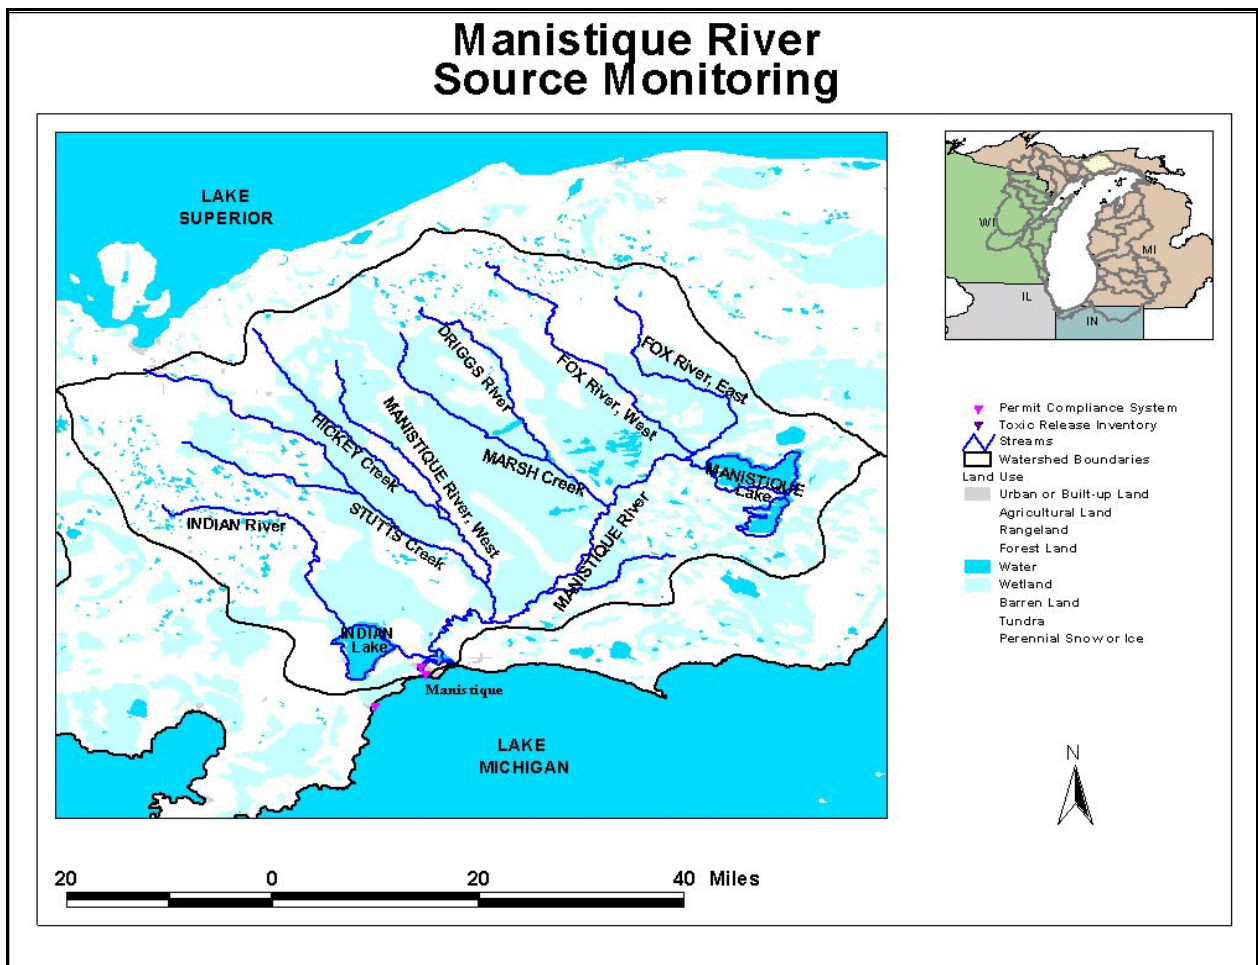 Manistique River
Source Monitoring
LAKE
SUPERIOR
DRIGGS River
FOX River, West
FOX River, East
HICKEY Creek
MANISTIQUE River, West
MARSH Creek
MANISTIQUE
Lake
INDIAN River
STUTTS Creek
MANISTIQUE River
INDIAN
Lake
Manistique
LAKE
MICHIGAN
WI
MI
IL
IN
Permit Compliance System
Toxic Release Inventory
Streams
Watershed Boundaries
Land Use
Urban or Built-up Land
Agricultural Land
Rangeland
Forest Land
Water
Wetland
Barren Land
Tundra
Perennial Snow or Ice
N
20 0 20 40 Miles